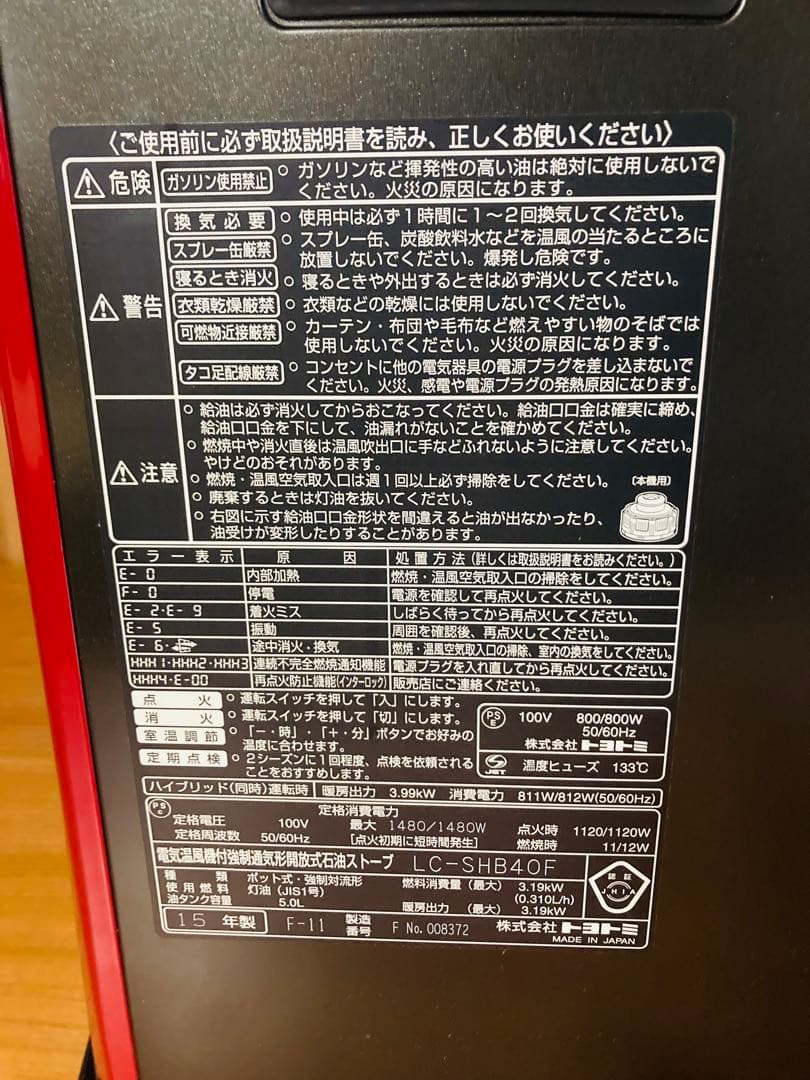 〈ご使用前に必ず取扱説明書を読み、正しくお使いください〉
⚠危険 ガソリン使用禁止 ○ ガソリンなど揮発性の高い油は絶対に使用しないで
ください。火災の原因になります。
⚠警告
換気必要 ○ 使用中は必ず1時間に1～2回換気してください。
スプレー缶厳禁 ○ スプレー缶、炭酸飲料水などを温風の当たるところに
放置しないでください。爆発し危険です。
寝るとき消火 ○ 寝るときや外出するときは必ず消火してください。
衣類乾燥厳禁 ○ 衣類などの乾燥には使用しないでください。
可燃物近接厳禁 ○ カーテン・布団や毛布など燃えやすい物のそばでは
使用しないでください。火災の原因になります。
タコ足配線厳禁 ○ コンセントに他の電気器具の電源プラグを差し込まないで
ください。火災、感電や電源プラグの発熱原因になります。
⚠注意
○ 給油は必ず消火してからおこなってください。給油口口金は確実に締め、
給油口口金を下にして、油漏れがないことを確かめてください。
○ 燃焼中や消火直後は温風吹出口に手などふれないように注意してください。
やけどのおそれがあります。
○ 燃焼・温風空気取入口は週1回以上必ず掃除をしてください。
〔本機用〕
○ 廃棄するときは灯油を抜いてください。
○ 右図に示す給油口口金形状を間違えると油が出なかったり、
油受けが変形したりすることがあります。
エラー表示 原因 処置方法（詳しくは取扱説明書をお読みください。）
E-0 内部加熱 燃焼・温風空気取入口の掃除をしてください。
F-0 停電 電源を確認して再点火してください。
E-2・E-9 着火ミス しばらく待ってから再点火してください。
E-5 振動 周囲を確認後、再点火してください。
E-6・ 途中消火・換気 燃焼・温風空気取入口の掃除、室内の換気をしてください。
HHH1・HHH2・HHH3 連続不完全燃焼通知機能 電源プラグを入れ直してから再点火してください。
HHH4・E-00 再点火防止機能(インターロック) 販売店にご連絡ください。
点火 ○ 運転スイッチを押して「入」にします。
消火 ○ 運転スイッチを押して「切」にします。
室温調節 ○ 「－・時」・「＋・分」ボタンでお好みの
温度に合わせます。
定期点検 ○ 2シーズンに1回程度、点検を依頼される
ことをおすすめします。
PSE 100V 800/800W
50/60Hz
株式会社トヨトミ
JET 温度ヒューズ 133℃
ハイブリッド(同時)運転時 暖房出力 3.99kW 消費電力 811W/812W(50/60Hz)
PSC 定格消費電力
定格電圧 100V 最大 1480/1480W 点火時 1120/1120W
定格周波数 50/60Hz [点火初期に短時間発生] 燃焼時 11/12W
電気温風機付強制通気形開放式石油ストーブ LC-SHB40F
種類 ポット式・強制対流形 燃料消費量（最大） 3.19kW
使用燃料 灯油（JIS1号） (0.310L/h)
油タンク容量 5.0L 暖房出力（最大） 3.19kW
認証
JHIA
15年製 F-11 製造番号 F No. 008372 株式会社トヨトミ
MADE IN JAPAN